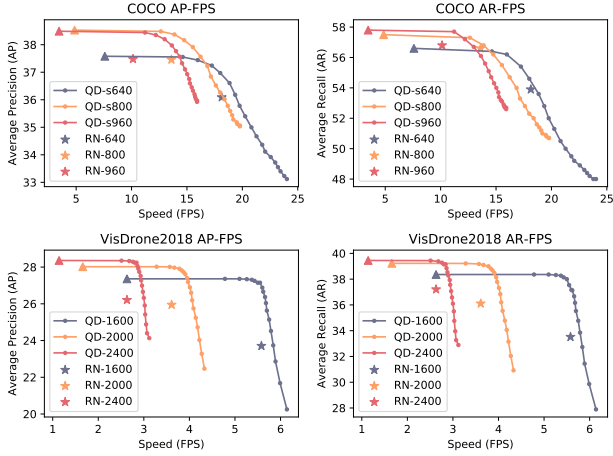 COCO AP-FPS
Average Precision (AP)
38
37
36
35
34
33
QD-s640
QD-s800
QD-s960
RN-640
RN-800
RN-960
5 10 15 20 25
Speed (FPS)
COCO AR-FPS
Average Recall (AR)
58
56
54
52
50
48
QD-s640
QD-s800
QD-s960
RN-640
RN-800
RN-960
5 10 15 20 25
Speed (FPS)
VisDrone2018 AP-FPS
Average Precision (AP)
28
26
24
22
20
QD-1600
QD-2000
QD-2400
RN-1600
RN-2000
RN-2400
1 2 3 4 5 6
Speed (FPS)
VisDrone2018 AR-FPS
Average Recall (AR)
40
38
36
34
32
30
28
QD-1600
QD-2000
QD-2400
RN-1600
RN-2000
RN-2400
1 2 3 4 5 6
Speed (FPS)